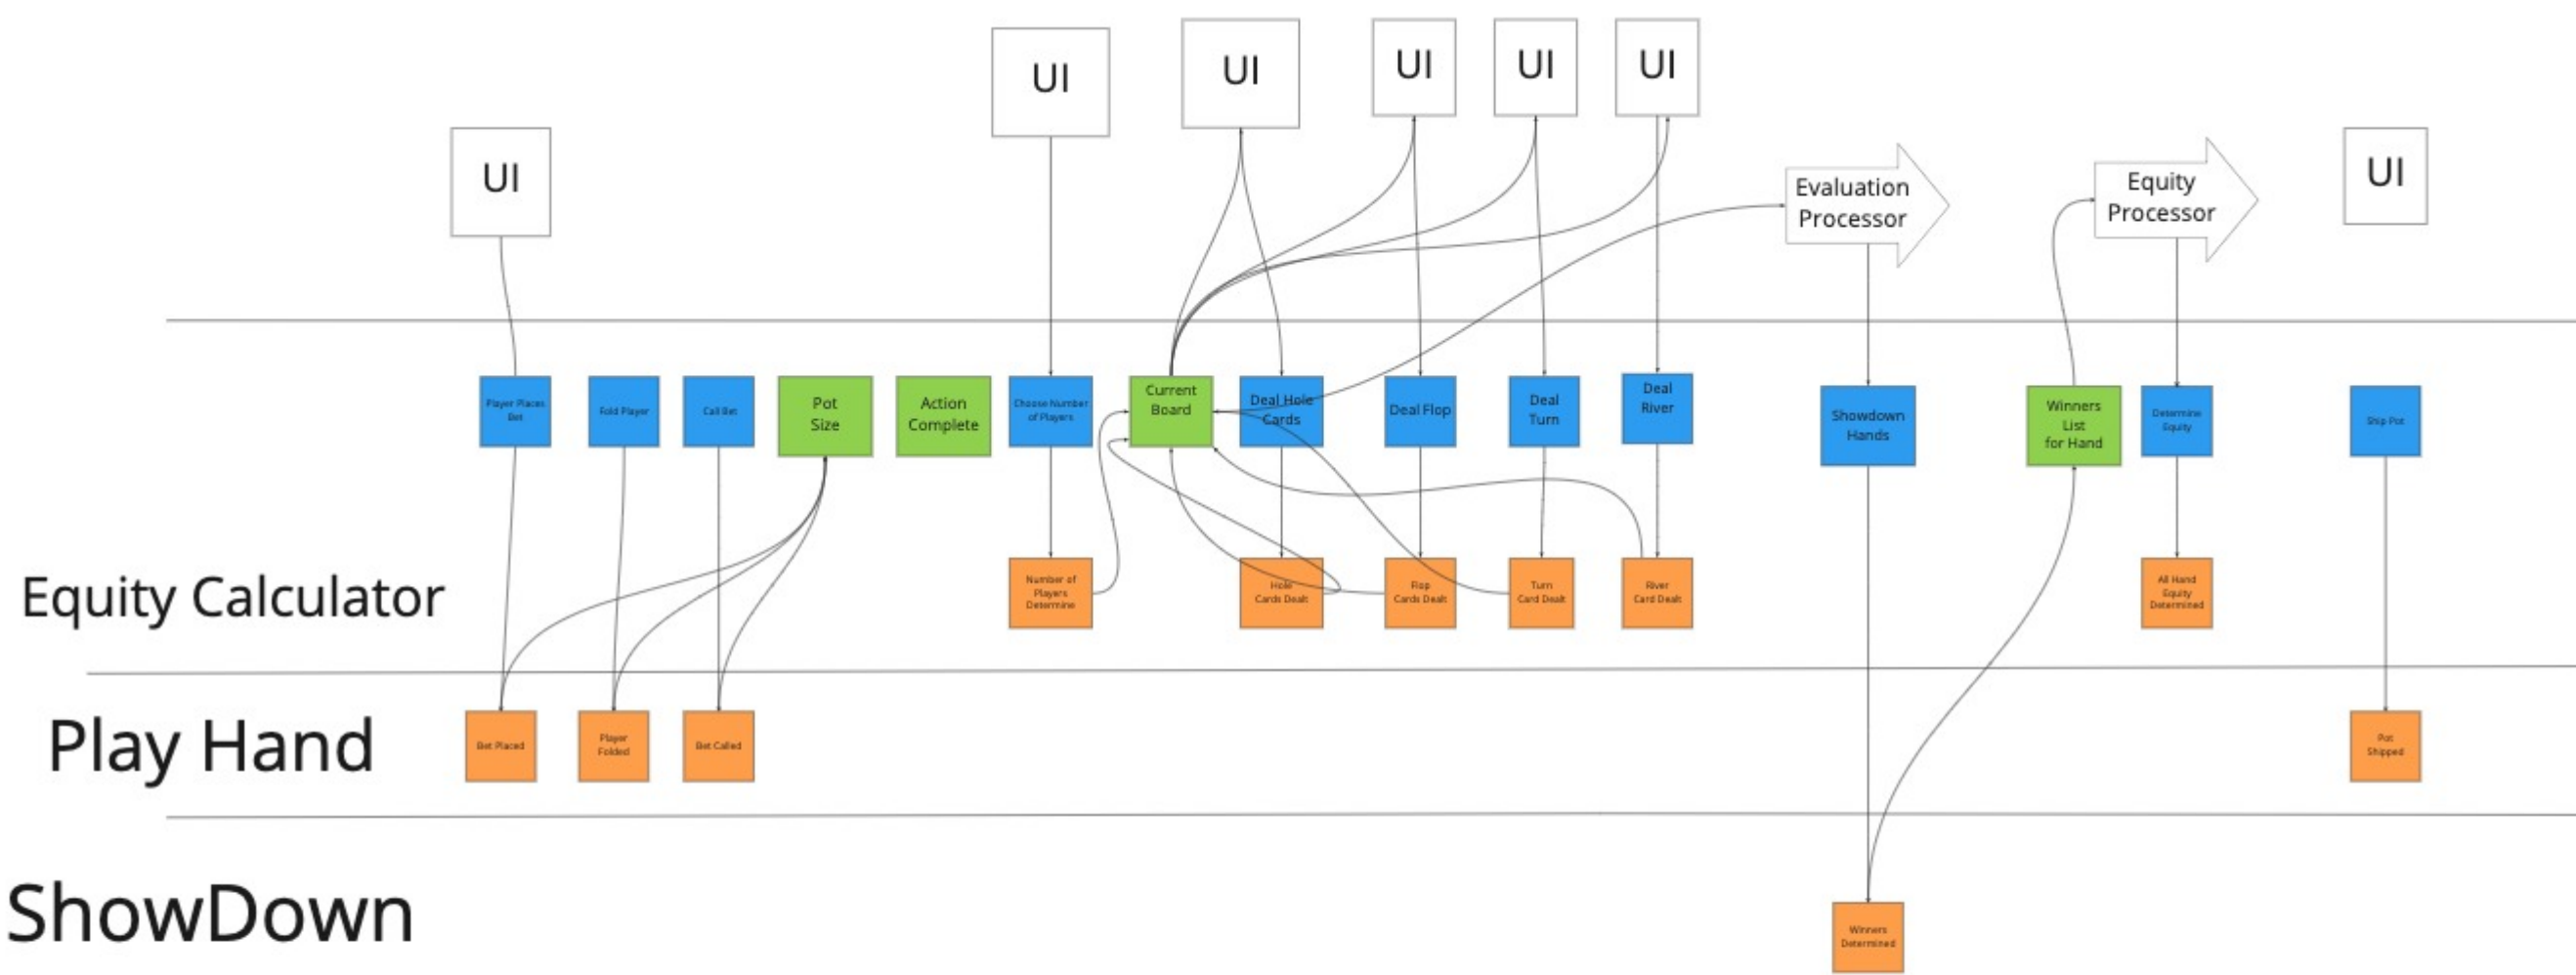 UI
UI
UI
UI
UI
UI
UI
Evaluation
Processor
Equity
Processor
Player Places
Bet
Fold Player
Call Bet
Pot
Size
Action
Complete
Choose Number
of Players
Current
Board
Deal Hole
Cards
Deal Flop
Deal
Turn
Deal
River
Showdown
Hands
Winners
List
for Hand
Determine
Equity
Ship Pot
Equity Calculator
Number of
Players
Determine
Hole
Cards Dealt
Flop
Cards Dealt
Turn
Card Dealt
River
Card Dealt
All Hand
Equity
Determined
Play Hand
Bet Placed
Player
Folded
Bet Called
Pot
Shipped
ShowDown
Winners
Determined